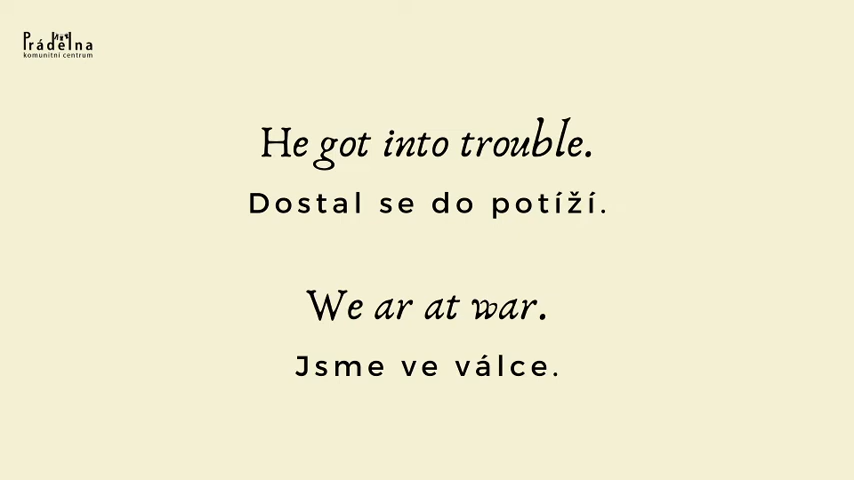 Prádelna
komunitní centrum
He got into trouble.
Dostal se do potíží.
We ar at war.
Jsme ve válce.